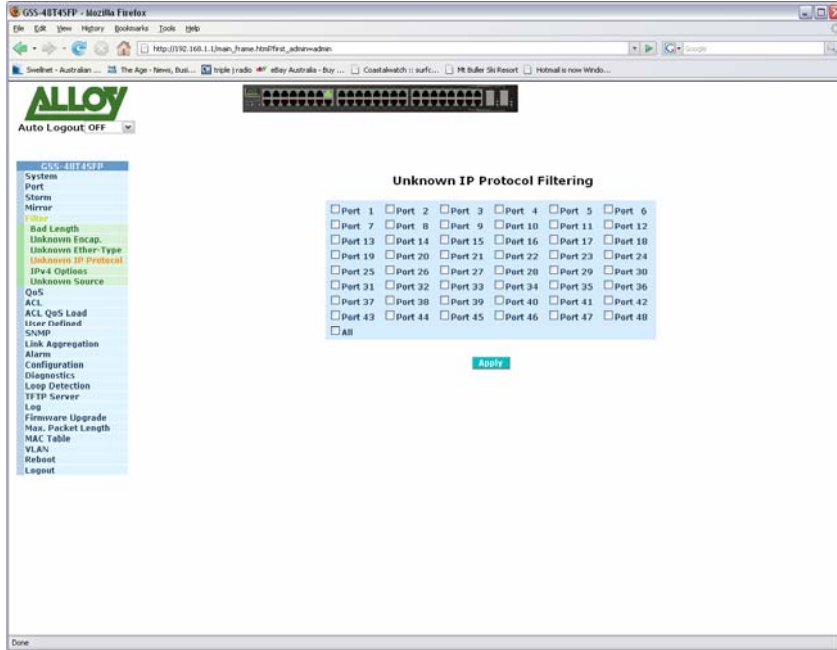 GSS-48T4SFP - Mozilla Firefox
File Edit View History Bookmarks Tools Help
http://192.168.1.1/main_frame.html?first_admin=admin
Google
Swellnet - Australian ... The Age - News, Busi... triple j radio eBay Australia - Buy ... Coastalwatch :: surfc... Mt Buller Ski Resort Hotmail is now Windo...
ALLOY
Auto Logout OFF
GSS-48T4SFP
System
Port
Storm
Mirror
Filter
Bad Length
Unknown Encap.
Unknown Ether-Type
Unknown IP Protocol
IPv4 Options
Unknown Source
QoS
ACL
ACL QoS Load
User Defined
SNMP
Link Aggregation
Alarm
Configuration
Diagnostics
Loop Detection
TFTP Server
Log
Firmware Upgrade
Max. Packet Length
MAC Table
VLAN
Reboot
Logout
Unknown IP Protocol Filtering
Port 1 Port 2 Port 3 Port 4 Port 5 Port 6
Port 7 Port 8 Port 9 Port 10 Port 11 Port 12
Port 13 Port 14 Port 15 Port 16 Port 17 Port 18
Port 19 Port 20 Port 21 Port 22 Port 23 Port 24
Port 25 Port 26 Port 27 Port 28 Port 29 Port 30
Port 31 Port 32 Port 33 Port 34 Port 35 Port 36
Port 37 Port 38 Port 39 Port 40 Port 41 Port 42
Port 43 Port 44 Port 45 Port 46 Port 47 Port 48
All
Apply
Done